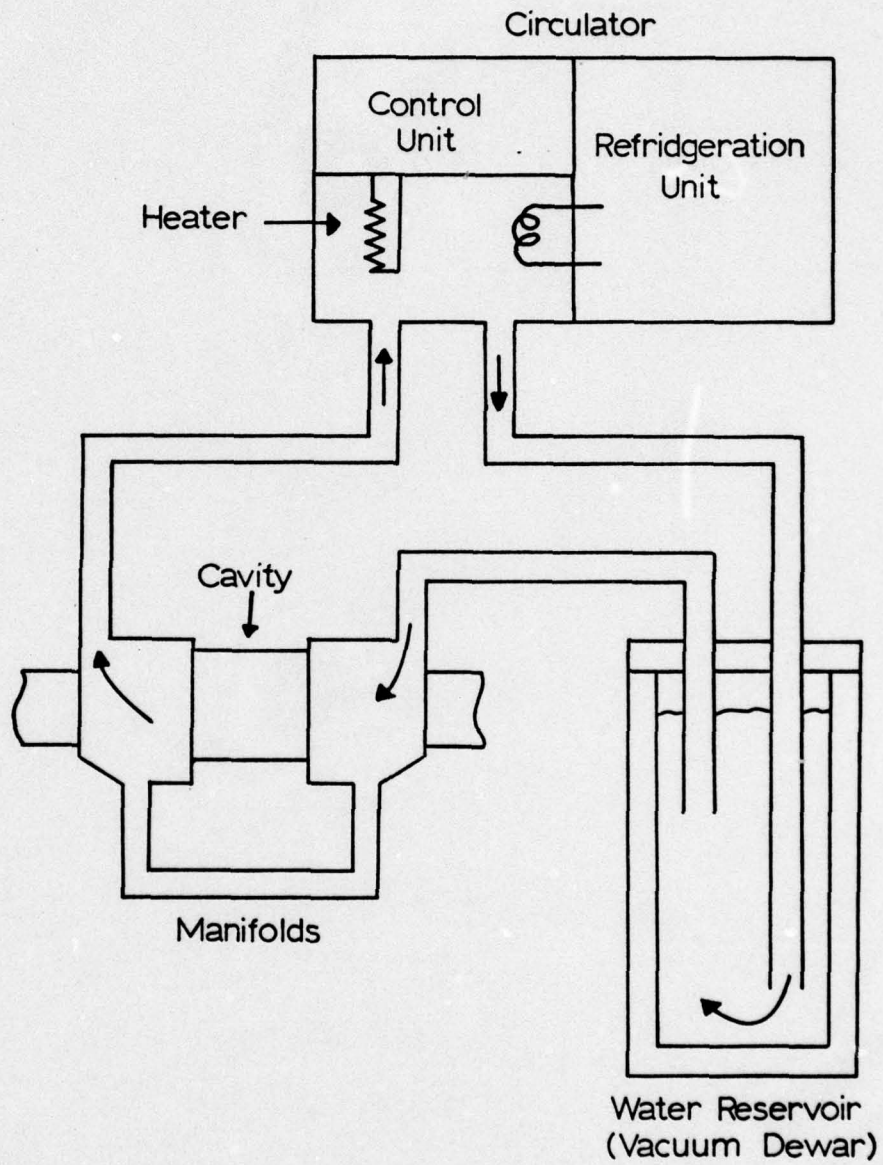 Circulator
Control
Unit
Refridgeration
Unit
Heater
Cavity
Manifolds
Water Reservoir
(Vacuum Dewar)